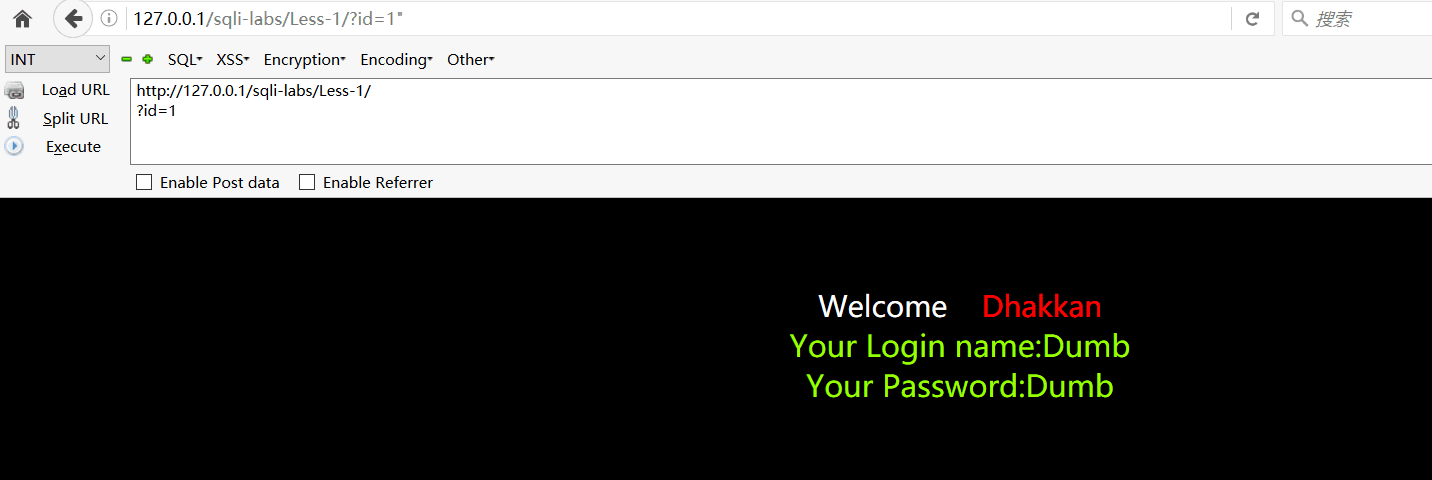 127.0.0.1/sqli-labs/Less-1/?id=1"
搜索
INT SQL XSS Encryption Encoding Other
Load URL
Split URL
Execute
http://127.0.0.1/sqli-labs/Less-1/
?id=1
Enable Post data Enable Referrer
Welcome Dhakkan
Your Login name:Dumb
Your Password:Dumb